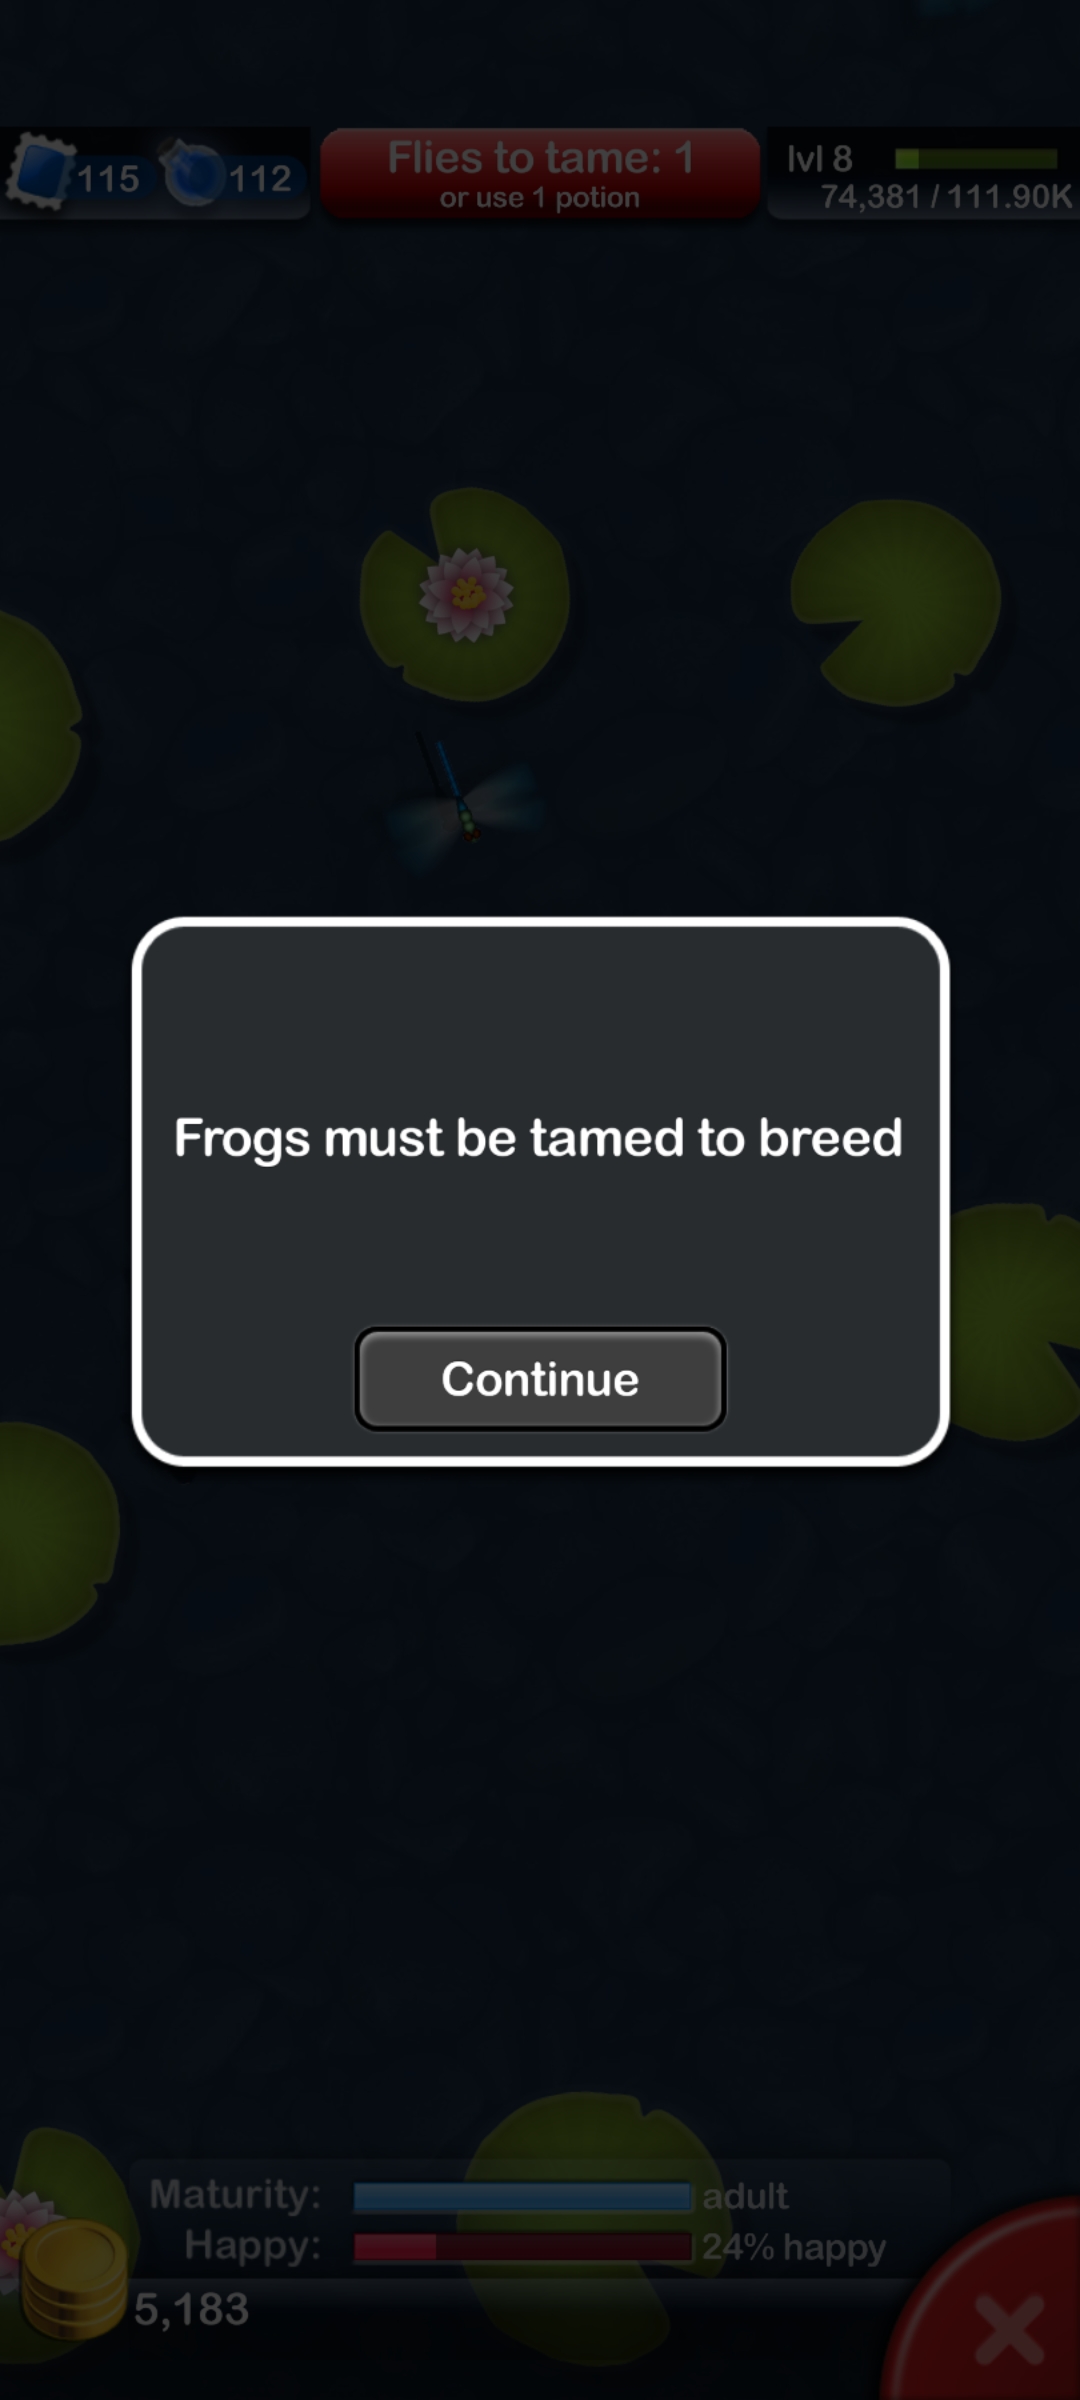 115
112
Flies to tame: 1
or use 1 potion
lvl 8
74,381 / 111.90K
Frogs must be tamed to breed
Continue
Maturity:
adult
Happy:
24% happy
5,183